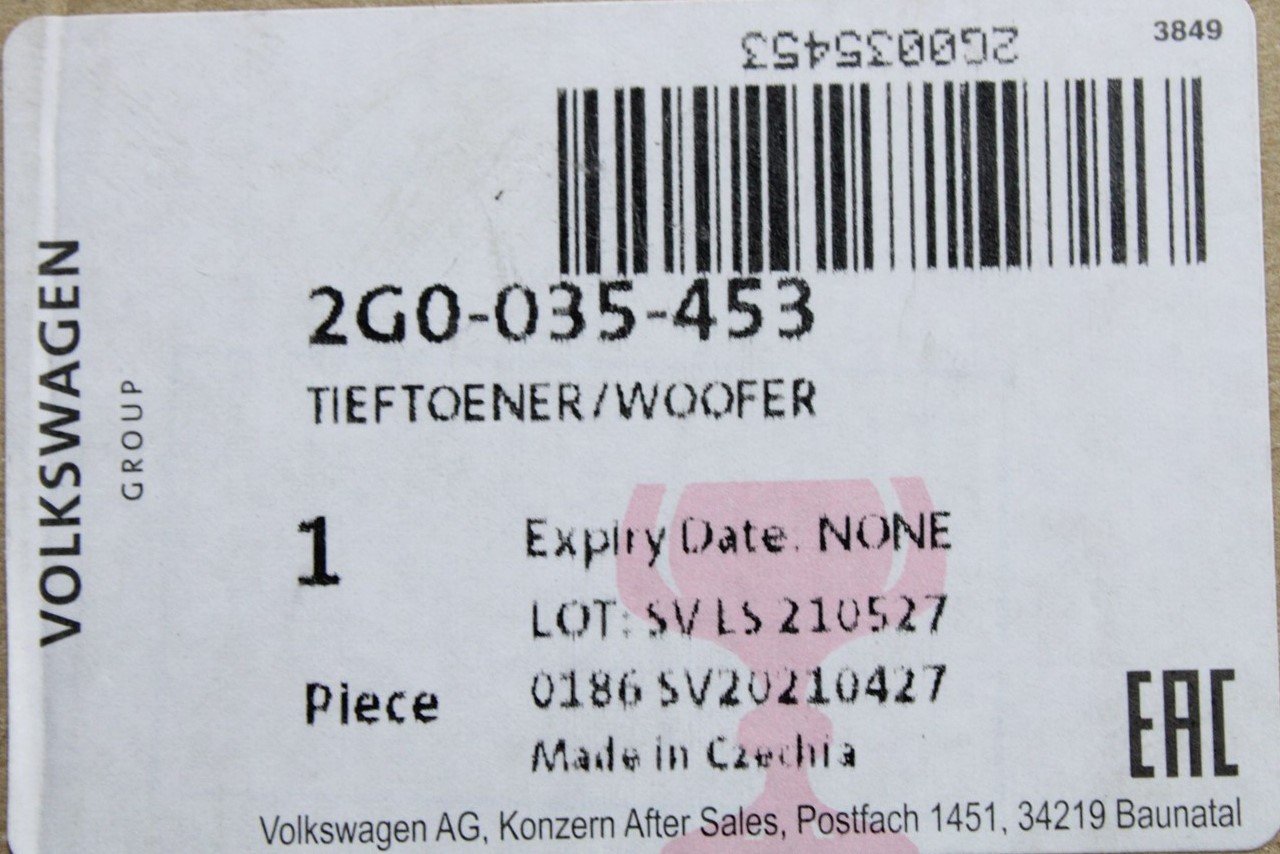 3849
2G0035453
2G0-035-453
TIEFTOENER/WOOFER
VOLKSWAGEN
GROUP
1
Piece
Expiry Date: NONE
LOT: SV LS 210527
0186 SV20210427
Made in Czechia
EAC
Volkswagen AG, Konzern After Sales, Postfach 1451, 34219 Baunatal